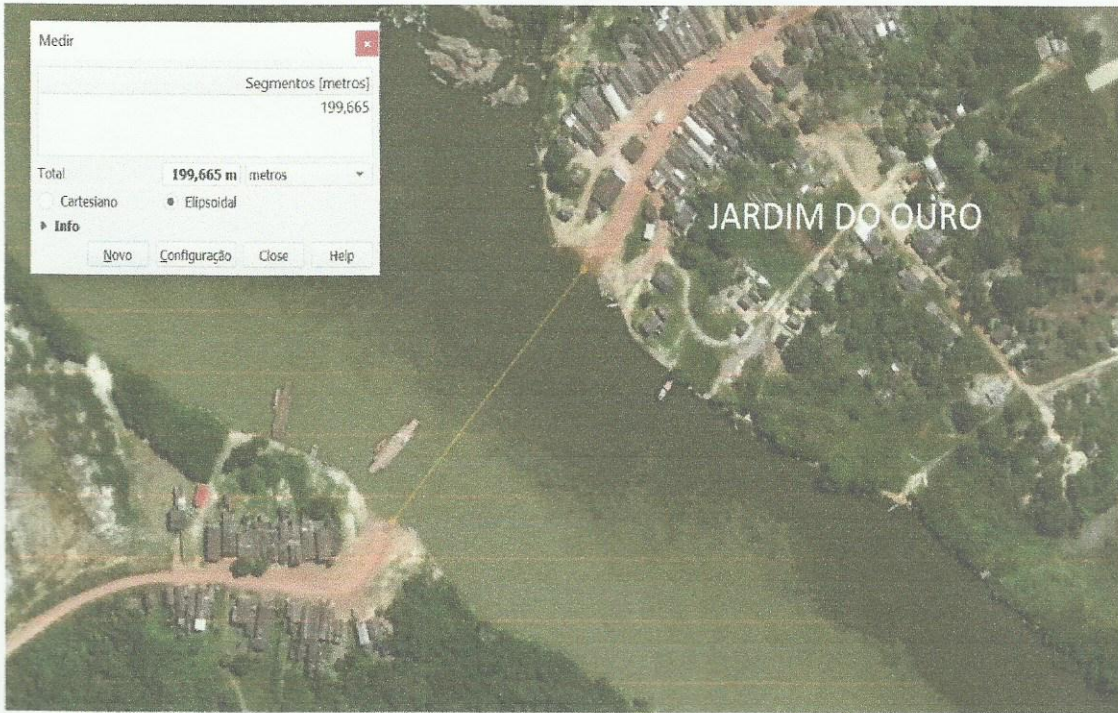 Medir
Segmentos [metros]
199,665
Total 199,665 m metros
Cartesiano Elipsoidal
Info
Novo Configuração Close Help
JARDIM DO OURO